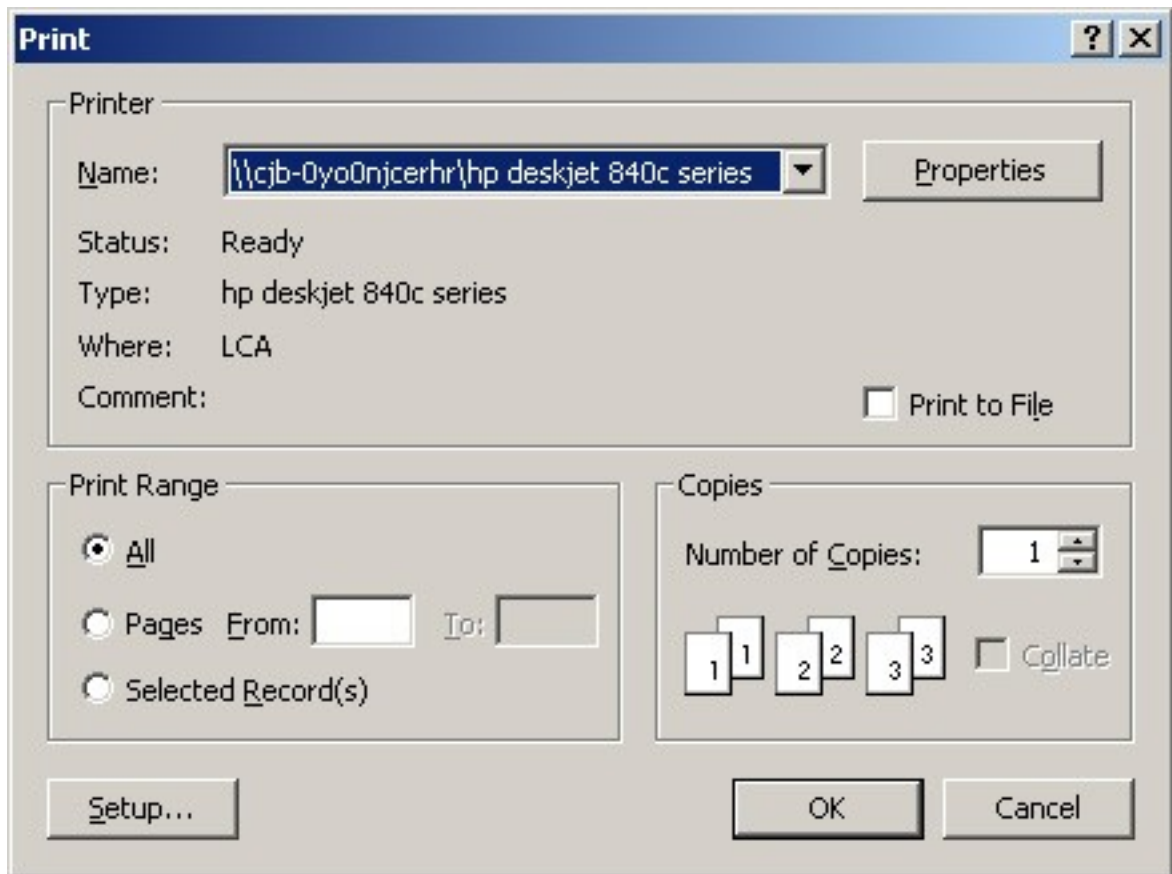 Print
Printer
Name: \\cjb-0yo0njcerhr\hp deskjet 840c series Properties
Status: Ready
Type: hp deskjet 840c series
Where: LCA
Comment: Print to File
Print Range
All
Pages From: To:
Selected Record(s)
Copies
Number of Copies: 1
1 1 2 2 3 3 Collate
Setup... OK Cancel